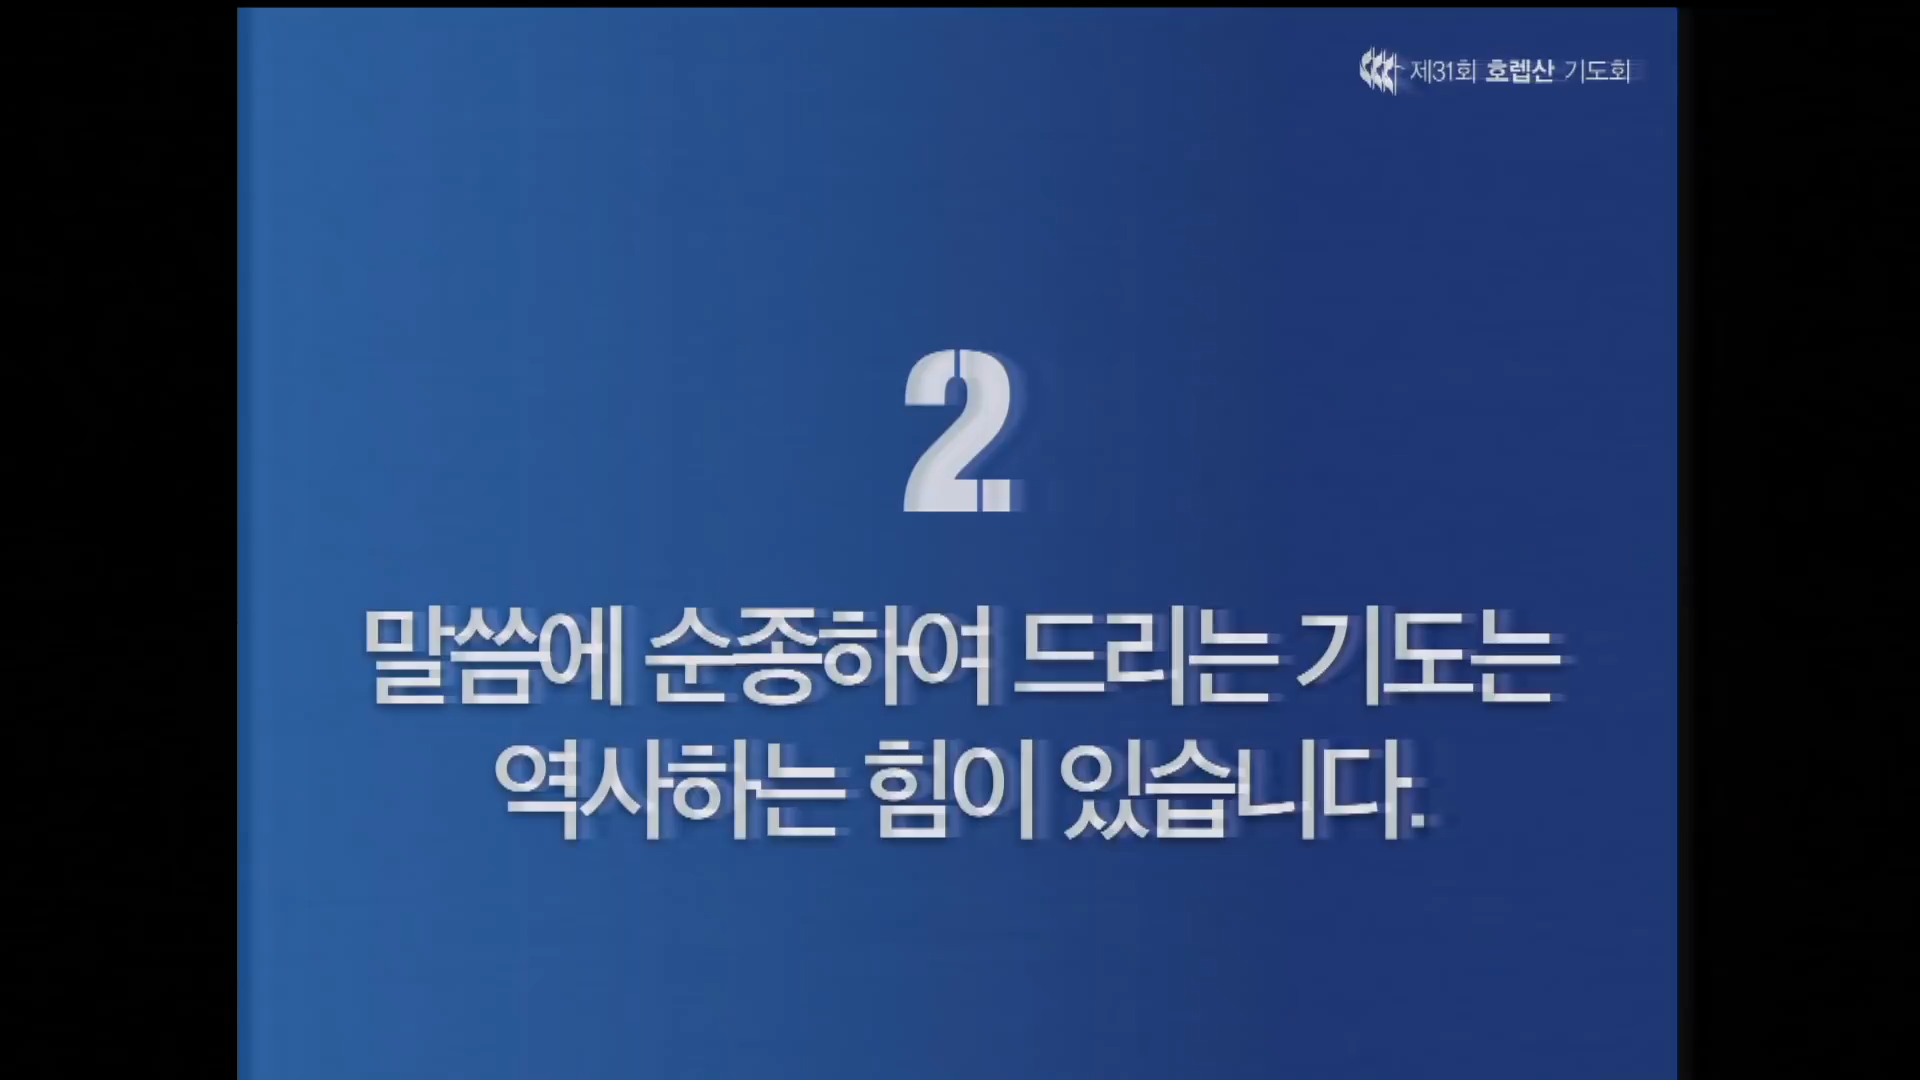 제31회 호렙산 기도회
2.
말씀에 순종하여 드리는 기도는
역사하는 힘이 있습니다.